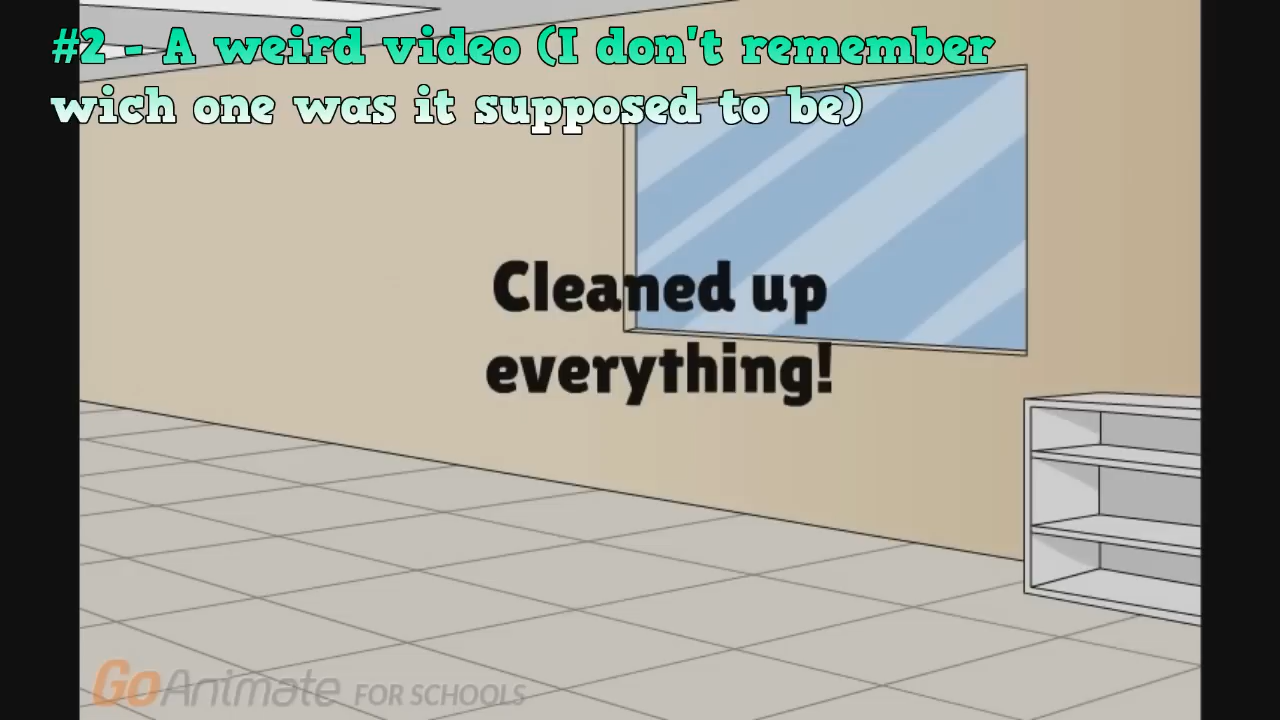 #2 - A weird video (I don't remember
wich one was it supposed to be)
Cleaned up
everything!
GoAnimate FOR SCHOOLS